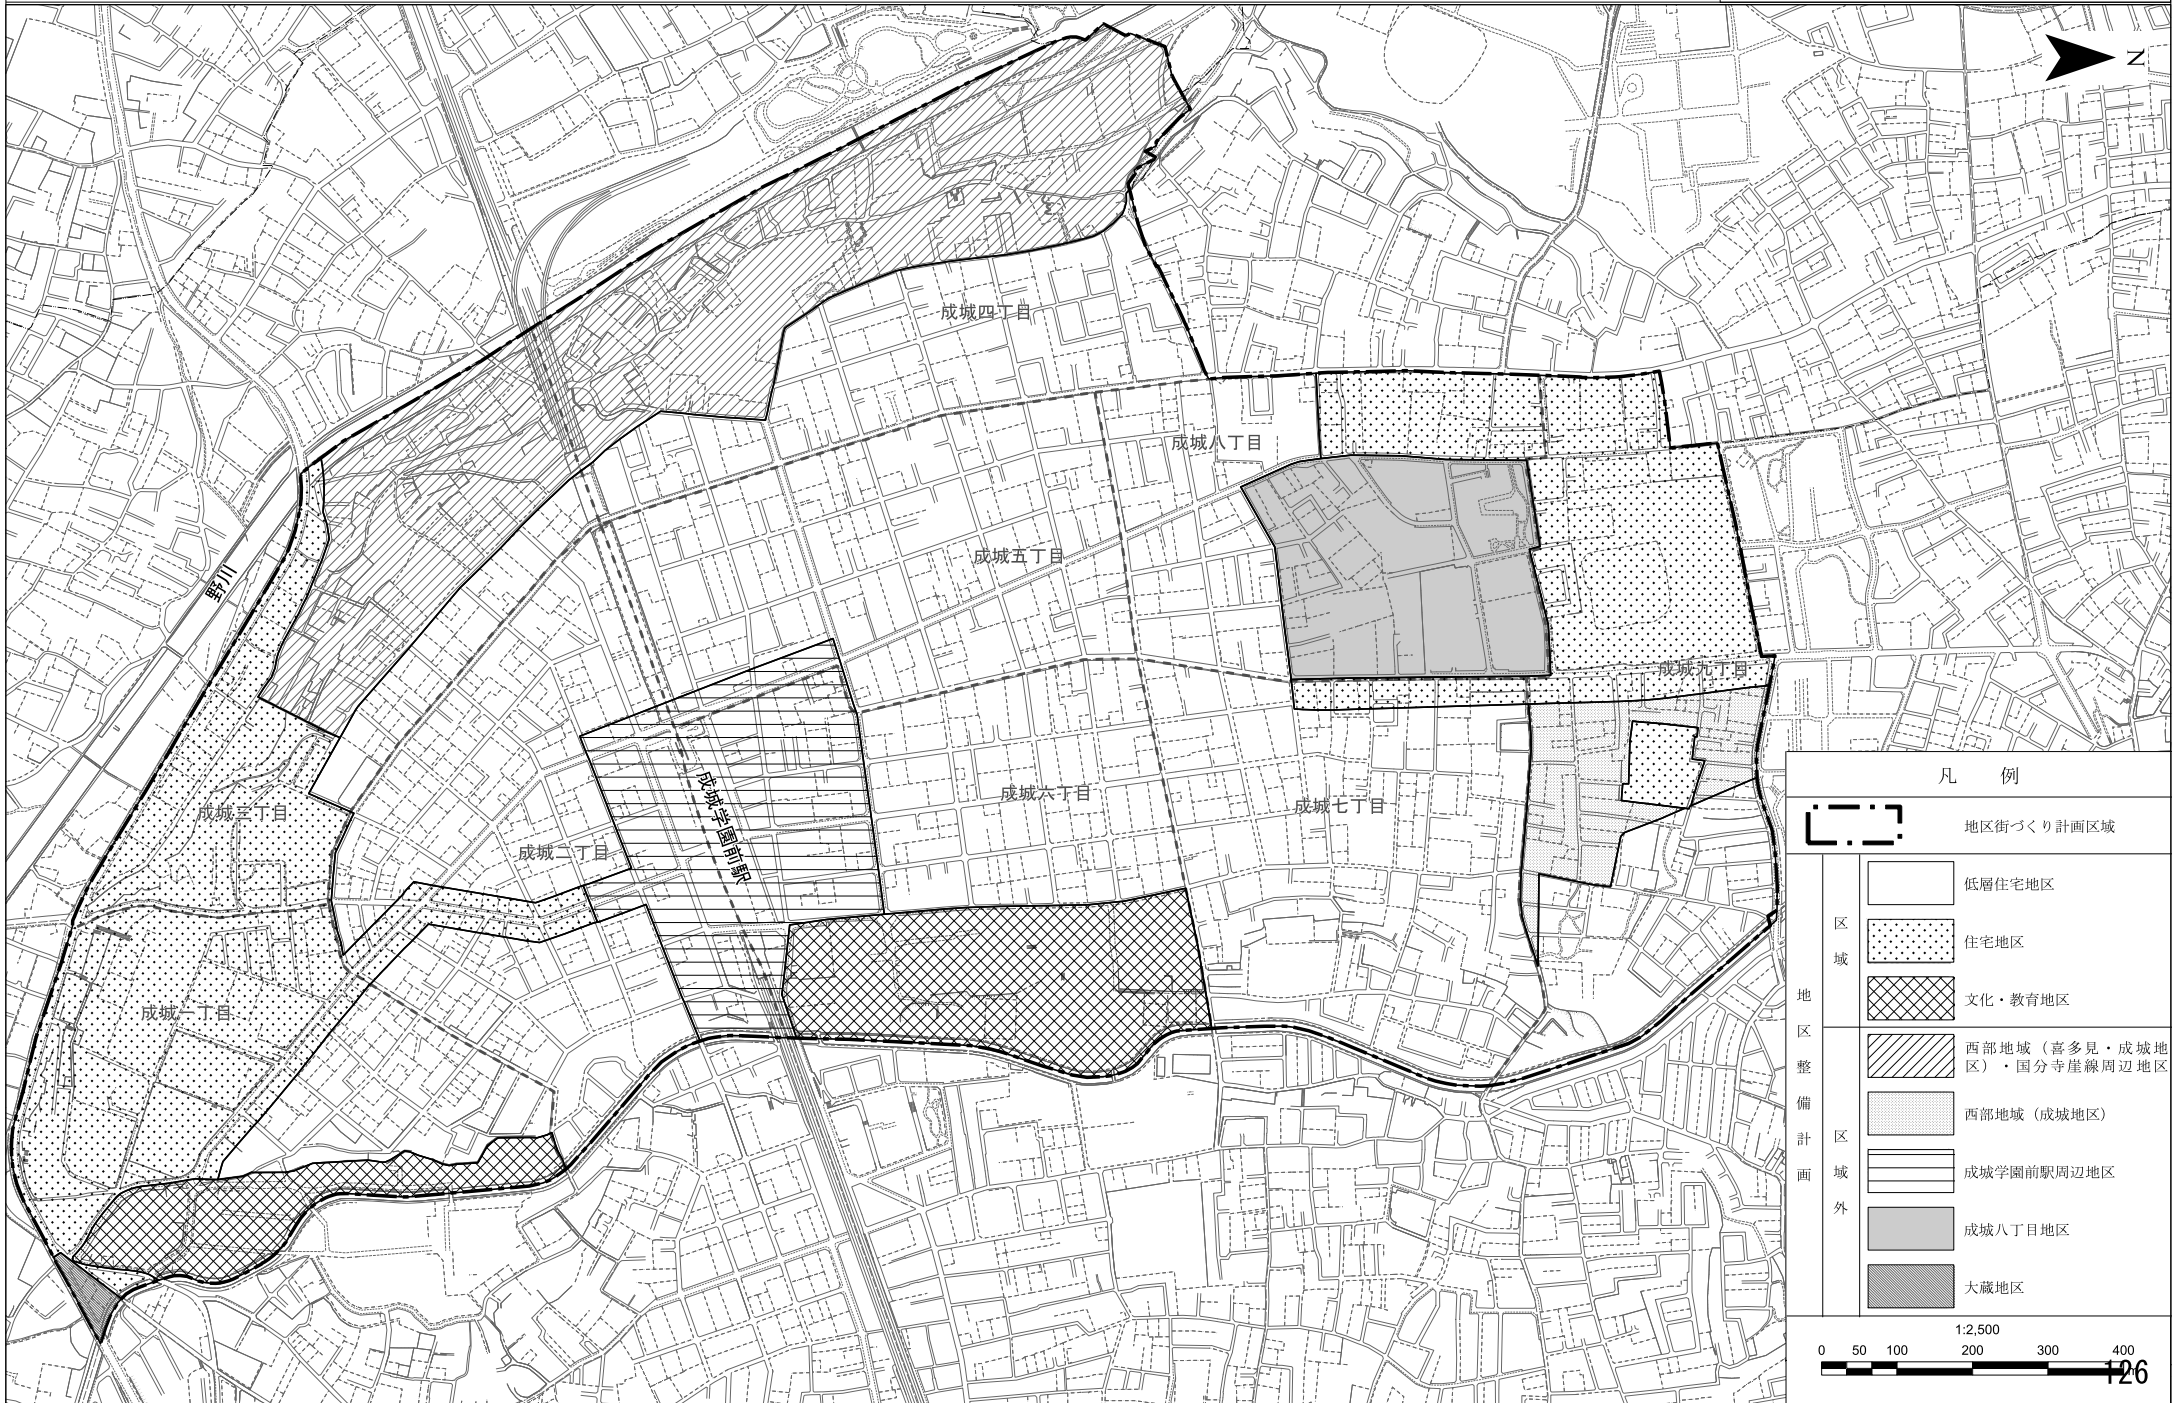 N
成城四丁目
成城八丁目
成城五丁目
野川
成城九丁目
成城三丁目
成城二丁目
成城学園前駅
成城六丁目
成城七丁目
成城一丁目
凡 例
地区街づくり計画区域
地区整備計画
区域
低層住宅地区
住宅地区
文化・教育地区
区域外
西部地域（喜多見・成城地
区）・国分寺崖線周辺地区
西部地域（成城地区）
成城学園前駅周辺地区
成城八丁目地区
大蔵地区
1:2,500
0 50 100 200 300 400
126